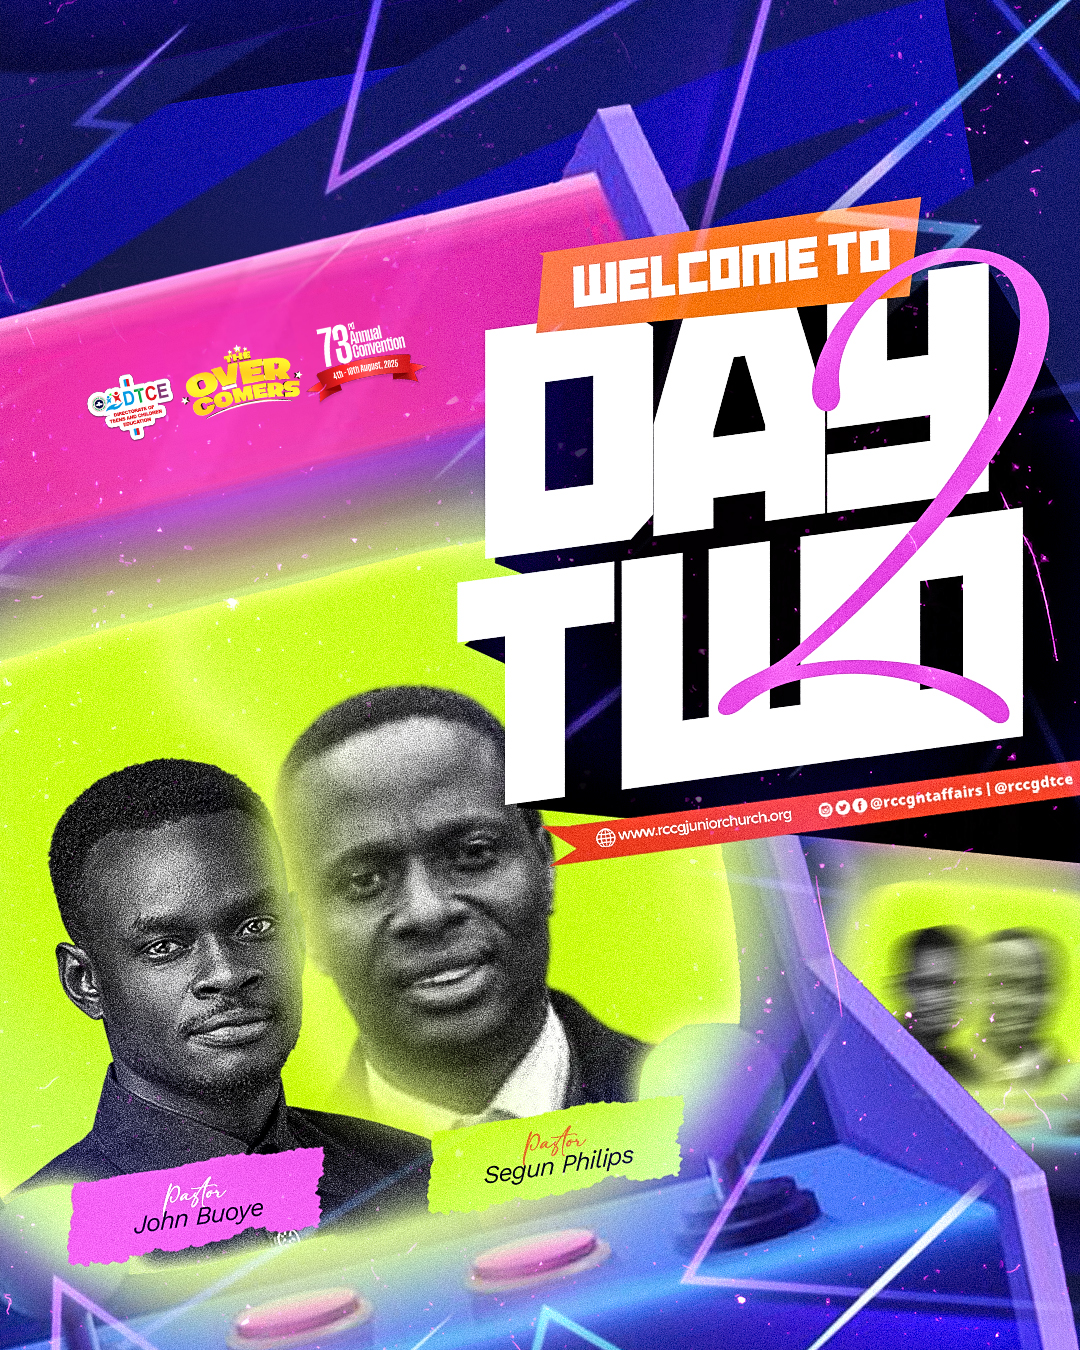 WELCOME TO
DAY
TWO
2
DTCE
DIRECTORATE OF
TEENS AND CHILDREN
EDUCATION
THE
OVER
COMERS
73rd Annual
Convention
4th - 10th August, 2025
www.rccgjuniorchurch.org @rccgntaffairs | @rccgdtce
Pastor
John Buoye
Pastor
Segun Philips